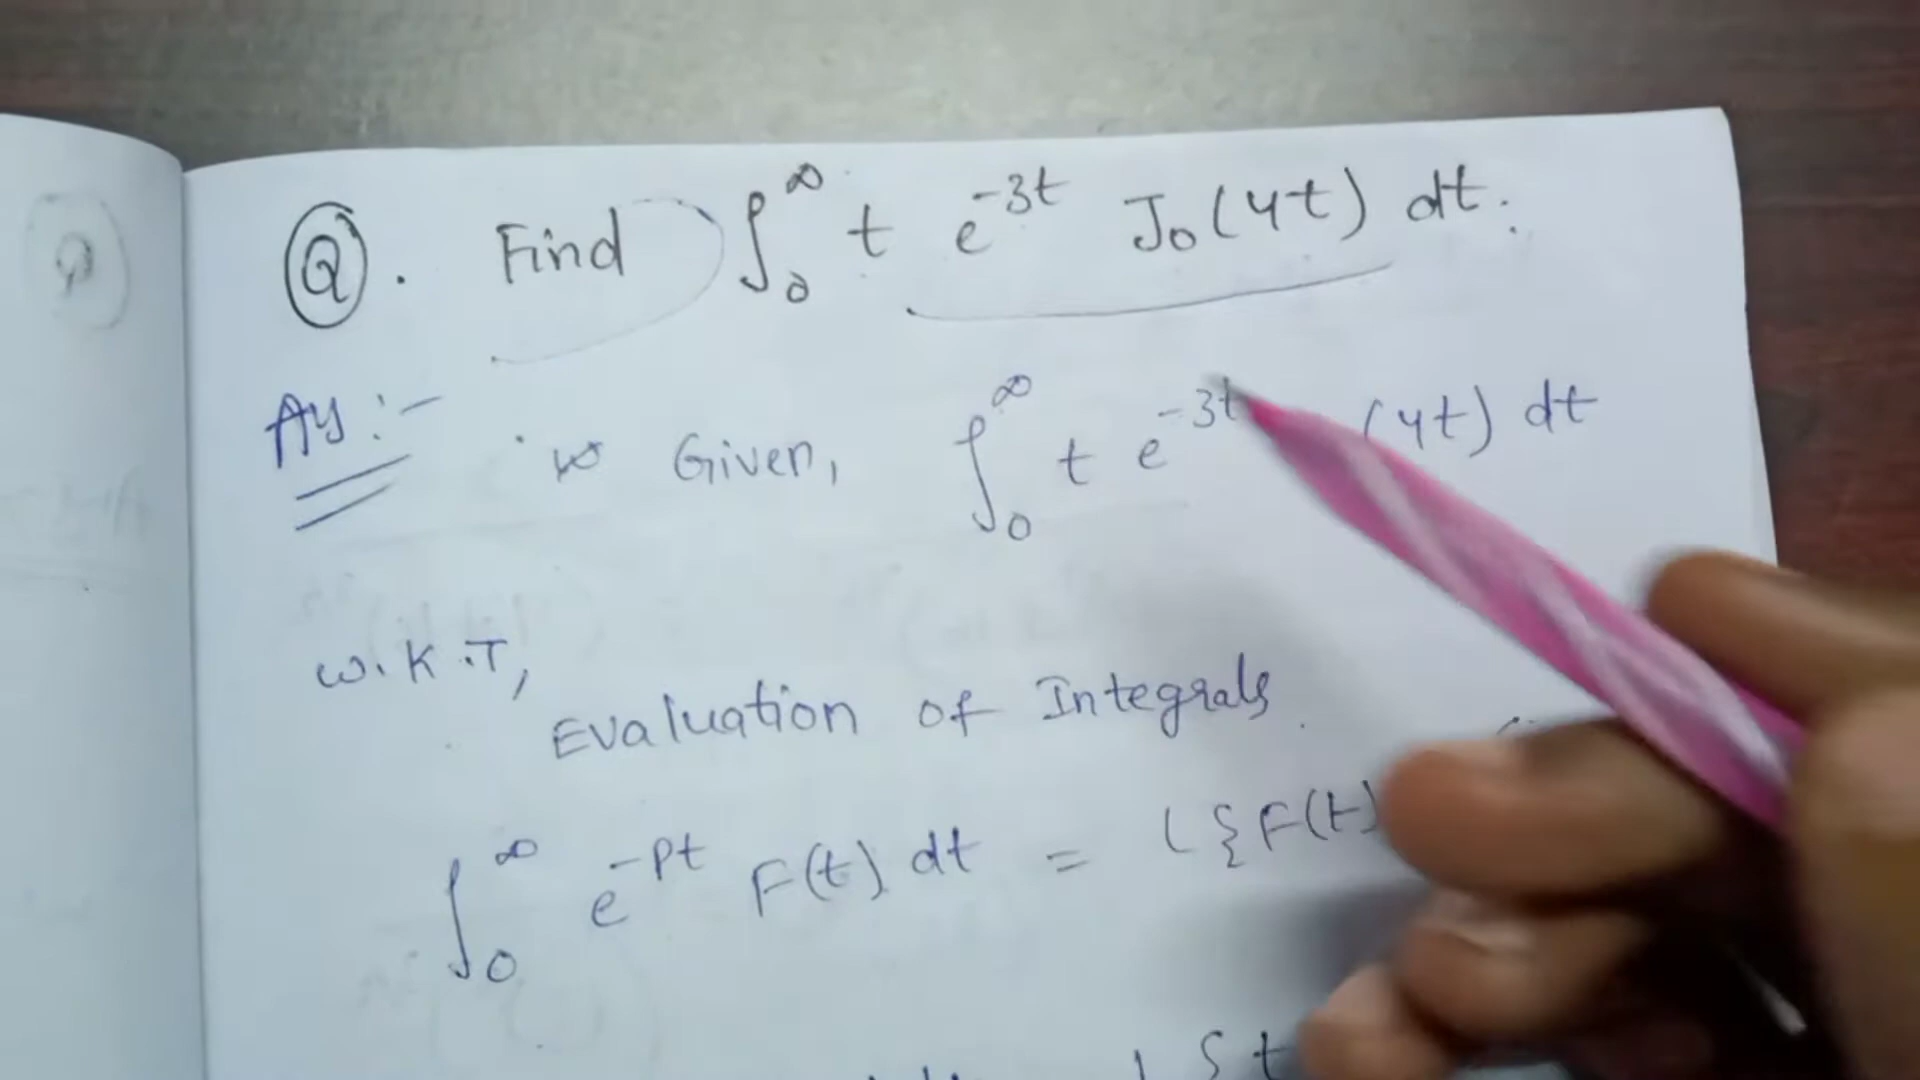 Q. Find ∫₀^∞ t e^{-3t} J₀(4t) dt.
Ans:- Given, ∫₀^∞ t e^{-3t} (4t) dt
W.K.T,
Evaluation of Integrals.
∫₀^∞ e^{-pt} F(t) dt = L{F(t)